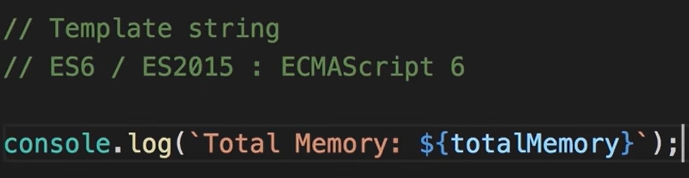 // Template string
// ES6 / ES2015 : ECMAScript 6
console.log(`Total Memory: ${totalMemory}`);